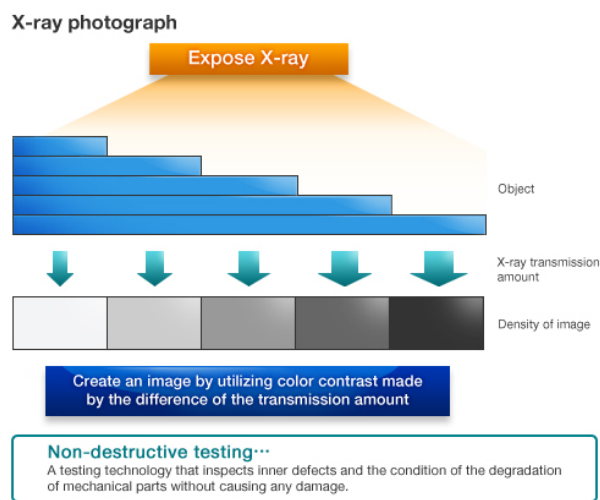 X-ray photograph
Expose X-ray
Object
X-ray transmission
amount
Density of image
Create an image by utilizing color contrast made
by the difference of the transmission amount
Non-destructive testing⋯
A testing technology that inspects inner defects and the condition of the degradation
of mechanical parts without causing any damage.